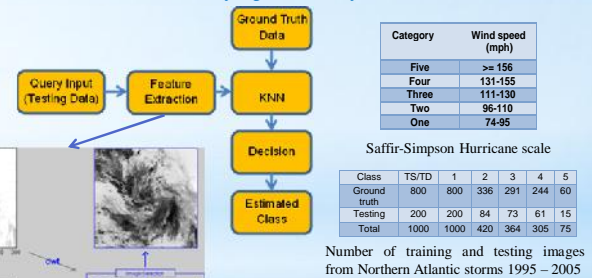 Ground Truth
Data
Query Input
(Testing Data)
Feature
Extraction
KNN
Decision
Estimated
Class
Category Wind speed
(mph)
Five >= 156
Four 131-155
Three 111-130
Two 96-110
One 74-95
Saffir-Simpson Hurricane scale
Class TS/TD 1 2 3 4 5
Ground
truth 800 800 336 291 244 60
Testing 200 200 84 73 61 15
Total 1000 1000 420 364 305 75
Number of training and testing images
from Northern Atlantic storms 1995 – 2005